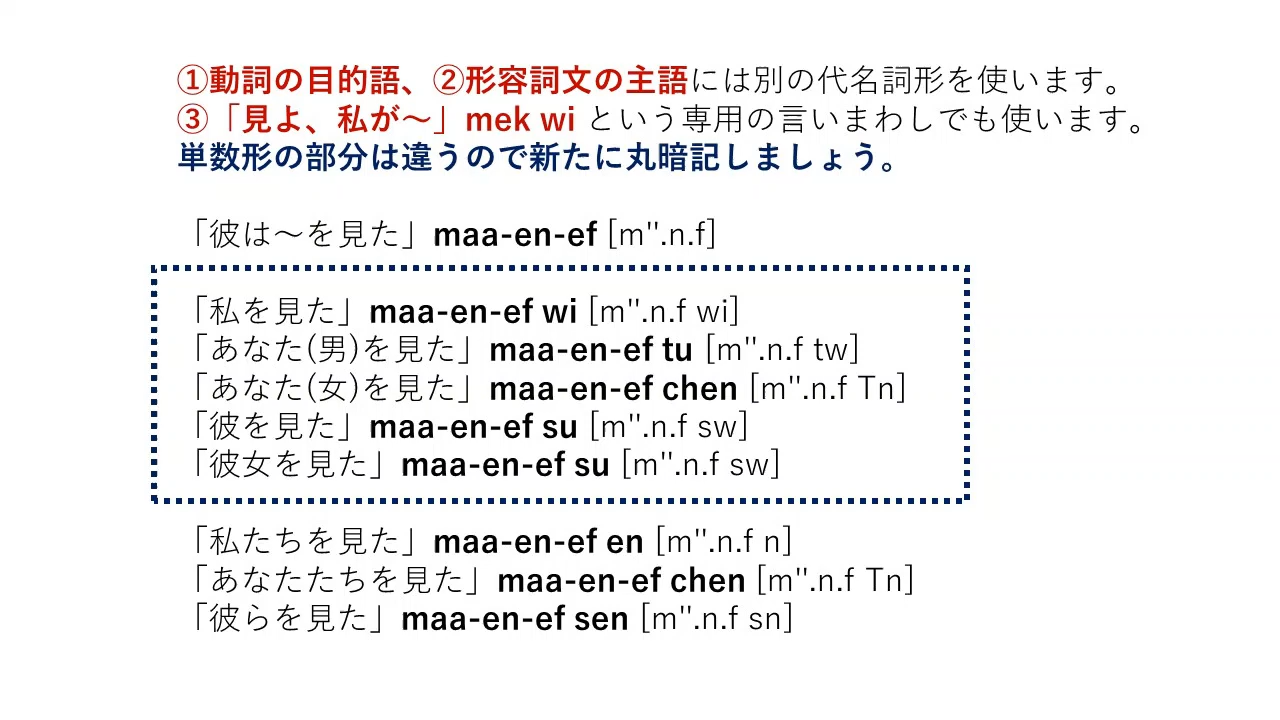 ①動詞の目的語、②形容詞文の主語には別の代名詞形を使います。
③「見よ、私が～」mek wi という専用の言いまわしでも使います。
単数形の部分は違うので新たに丸暗記しましょう。
「彼は～を見た」maa-en-ef [m".n.f]
「私を見た」maa-en-ef wi [m".n.f wi]
「あなた(男)を見た」maa-en-ef tu [m".n.f tw]
「あなた(女)を見た」maa-en-ef chen [m".n.f Tn]
「彼を見た」maa-en-ef su [m".n.f sw]
「彼女を見た」maa-en-ef su [m".n.f sw]
「私たちを見た」maa-en-ef en [m".n.f n]
「あなたたちを見た」maa-en-ef chen [m".n.f Tn]
「彼らを見た」maa-en-ef sen [m".n.f sn]